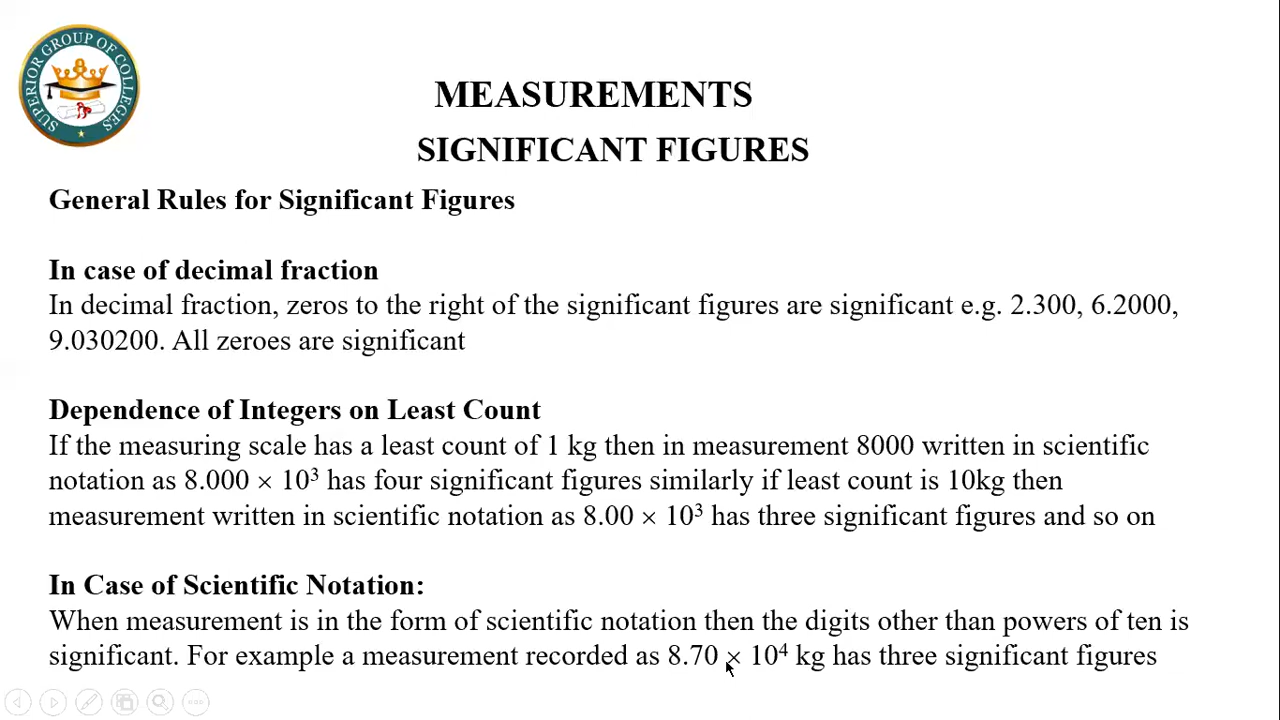 SUPERIOR GROUP OF COLLEGES
MEASUREMENTS
SIGNIFICANT FIGURES
General Rules for Significant Figures
In case of decimal fraction
In decimal fraction, zeros to the right of the significant figures are significant e.g. 2.300, 6.2000,
9.030200. All zeroes are significant
Dependence of Integers on Least Count
If the measuring scale has a least count of 1 kg then in measurement 8000 written in scientific
notation as 8.000 × 10³ has four significant figures similarly if least count is 10kg then
measurement written in scientific notation as 8.00 × 10³ has three significant figures and so on
In Case of Scientific Notation:
When measurement is in the form of scientific notation then the digits other than powers of ten is
significant. For example a measurement recorded as 8.70 × 10⁴ kg has three significant figures